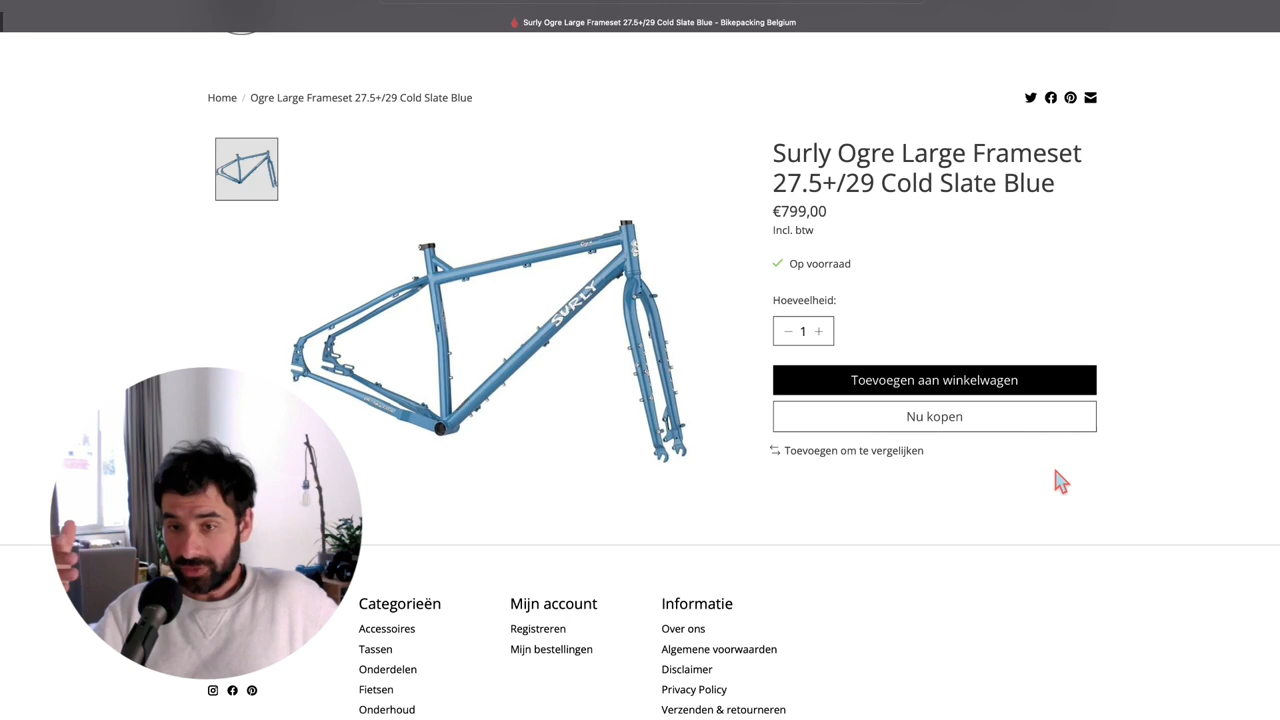 Surly Ogre Large Frameset 27.5+/29 Cold Slate Blue - Bikepacking Belgium
Home / Ogre Large Frameset 27.5+/29 Cold Slate Blue
Surly Ogre Large Frameset
27.5+/29 Cold Slate Blue
€799,00
Incl. btw
Op voorraad
Hoeveelheid:
1
Toevoegen aan winkelwagen
Nu kopen
Toevoegen om te vergelijken
SURLY
Categorieën
Accessoires
Tassen
Onderdelen
Fietsen
Onderhoud
Mijn account
Registreren
Mijn bestellingen
Informatie
Over ons
Algemene voorwaarden
Disclaimer
Privacy Policy
Verzenden & retourneren